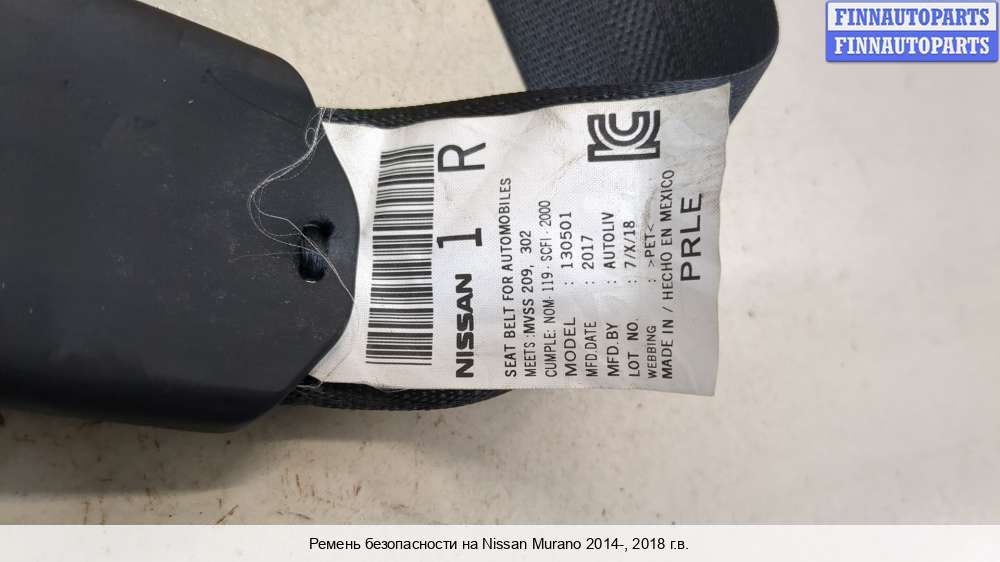 FINNAUTOPARTS
FINNAUTOPARTS
NISSAN 1 R
SEAT BELT FOR AUTOMOBILES
MEETS :MVSS 209, 302
CUMPLE: NOM- 119 - SCFI - 2000
MODEL : 130501
MFD.DATE : 2017
MFD.BY : AUTOLIV
LOT NO. : 7/X/18
WEBBING : >PET<
MADE IN / HECHO EN MEXICO
PRLE
Ремень безопасности на Nissan Murano 2014-, 2018 г.в.